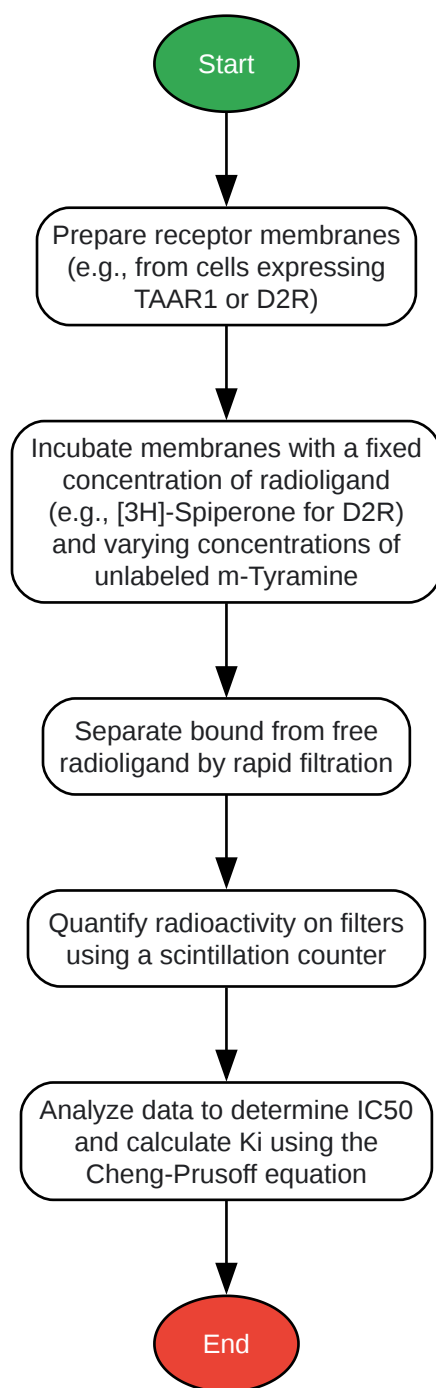 Start
Prepare receptor membranes
(e.g., from cells expressing
TAAR1 or D2R)
Incubate membranes with a fixed
concentration of radioligand
(e.g., [3H]-Spiperone for D2R)
and varying concentrations of
unlabeled m-Tyramine
Separate bound from free
radioligand by rapid filtration
Quantify radioactivity on filters
using a scintillation counter
Analyze data to determine IC50
and calculate Ki using the
Cheng-Prusoff equation
End